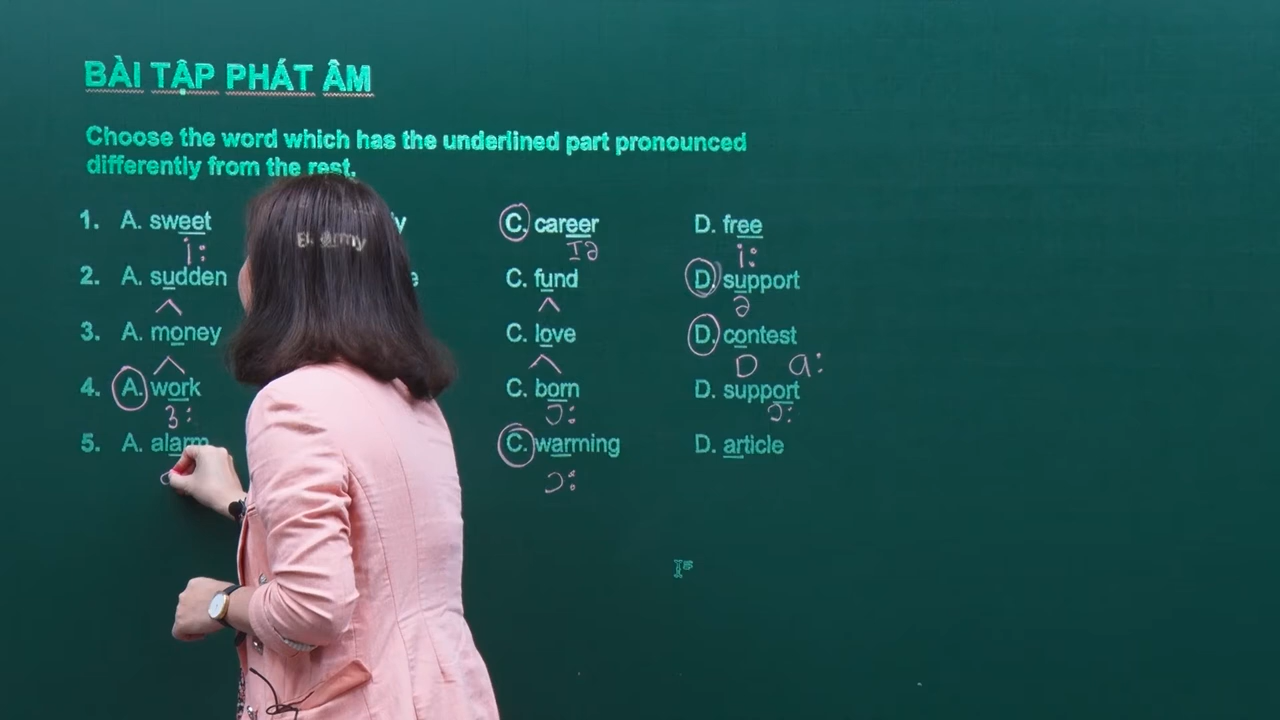 BÀI TẬP PHÁT ÂM
Choose the word which has the underlined part pronounced
differently from the rest.
1. A. sweet y C. career D. free
i: ɪə i:
2. A. sudden e C. fund D. support
ʌ ʌ ə
3. A. money C. love D. contest
ʌ ʌ ɒ ɑ:
4. A. work C. born D. support
ɜ: ɔ: ɔ:
5. A. alarm B. army C. warming D. article
ɔ: